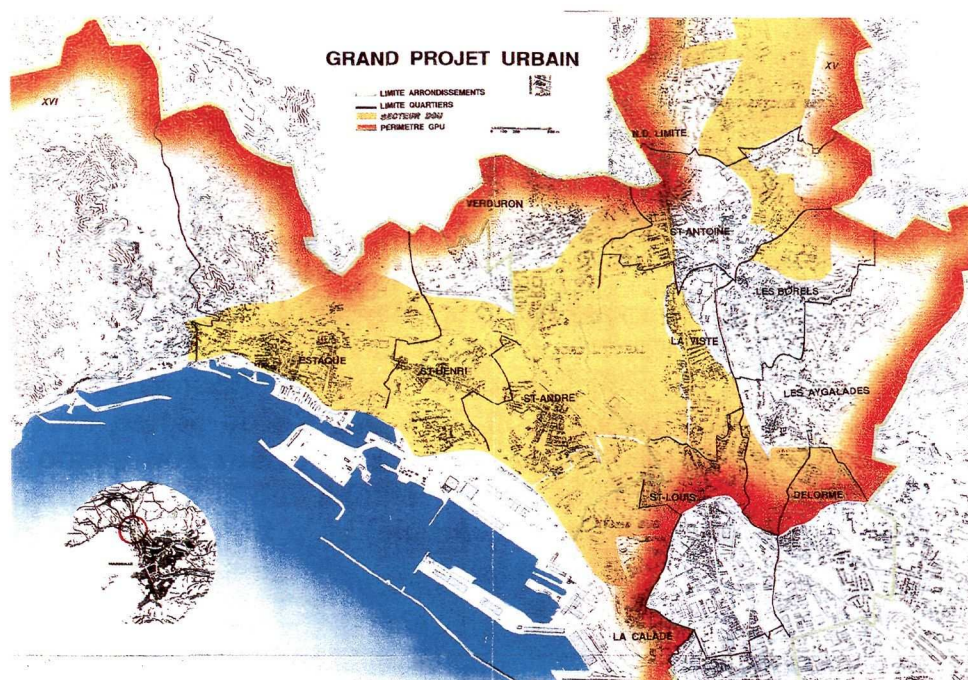 GRAND PROJET URBAIN
LIMITE ARRONDISSEMENTS
LIMITE QUARTIERS
SECTEUR DSU
PERIMETRE GPU
XVI
XV
N.D. LIMITE
VERDURON
ST-ANTOINE
LES BORELS
LA VISTE
ESTAQUE
ST-HENRI
ST-ANDRE
LES AYGALADES
ST-LOUIS
DELORME
MARSEILLE
LA CALADE